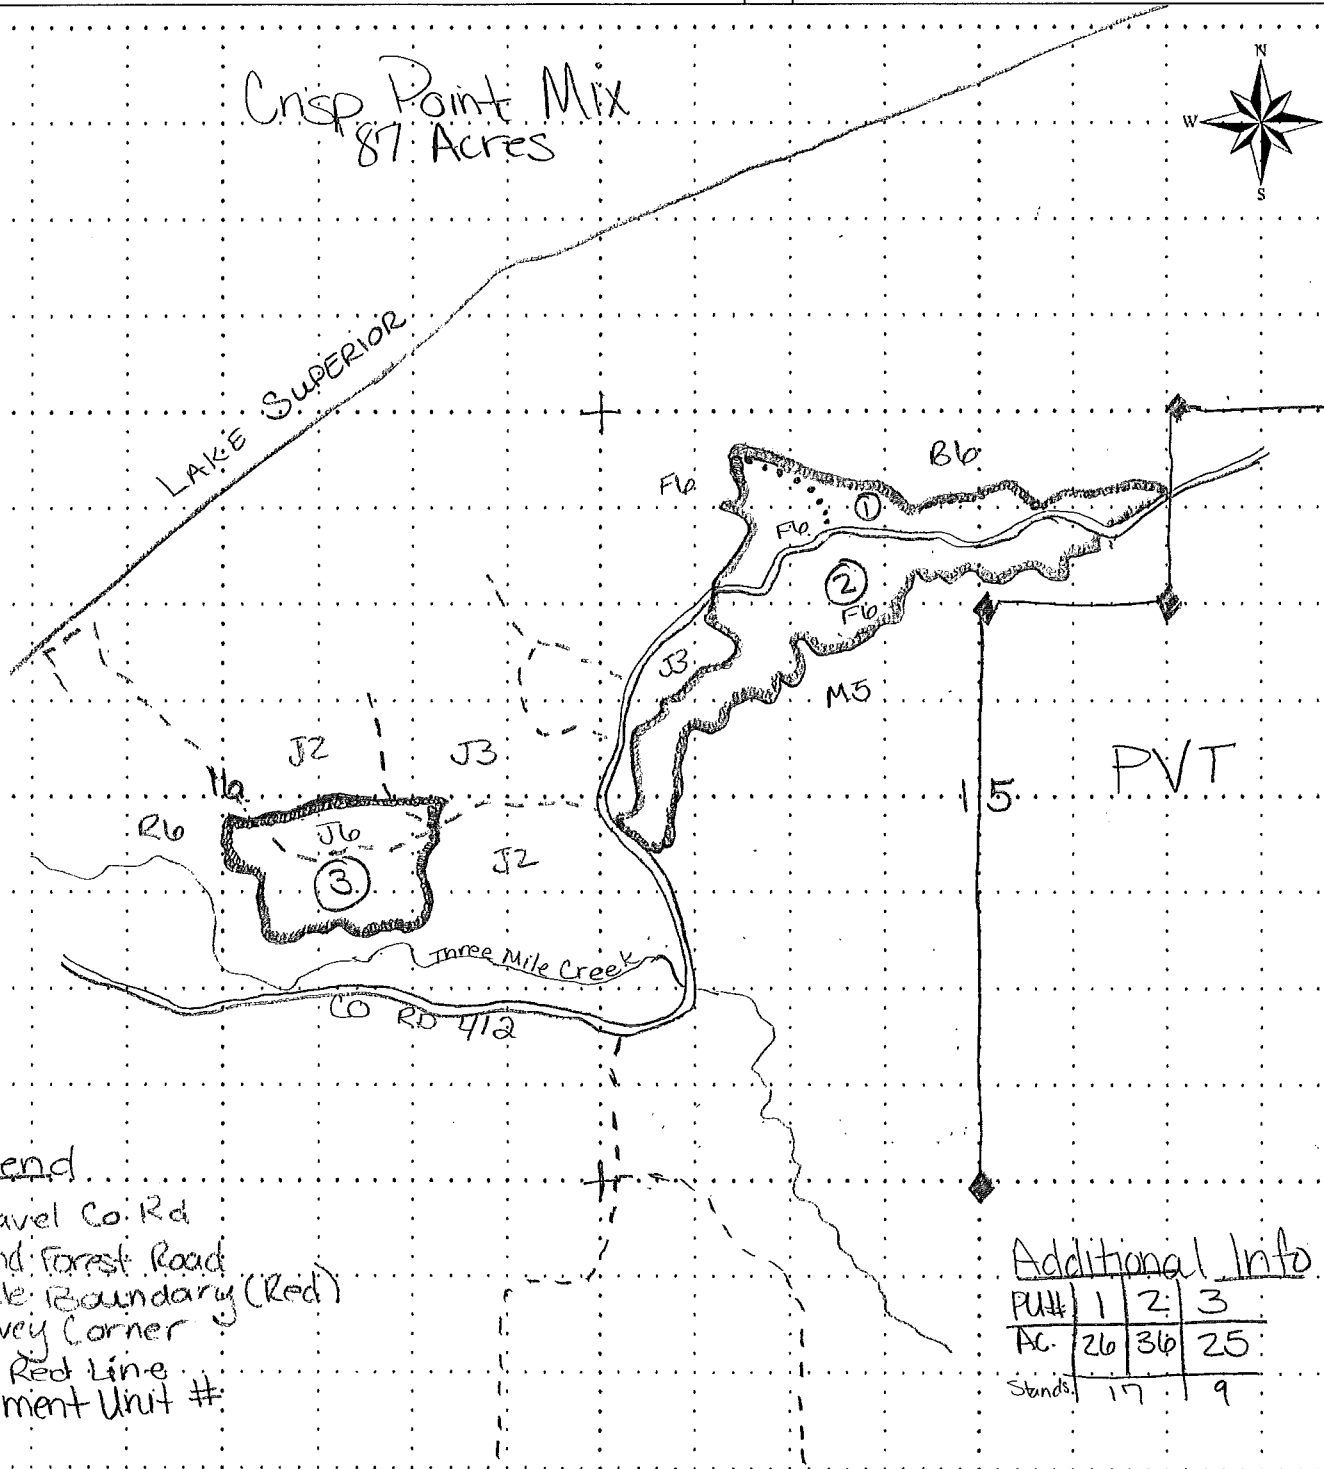 Crisp Point Mix
87 Acres
N
W
S
LAKE SUPERIOR
B6
F6
1
F6
2
F6
J3
M5
J2
J3
PVT
15
R6
J6
3
J2
Three Mile Creek
CO RD 412
end
avel Co. Rd
nd Forest Road
le Boundary (Red)
vey Corner
Red Line
ment Unit #
Additional Info
PU# 1 2 3
Ac. 26 36 25
Stands 17 9